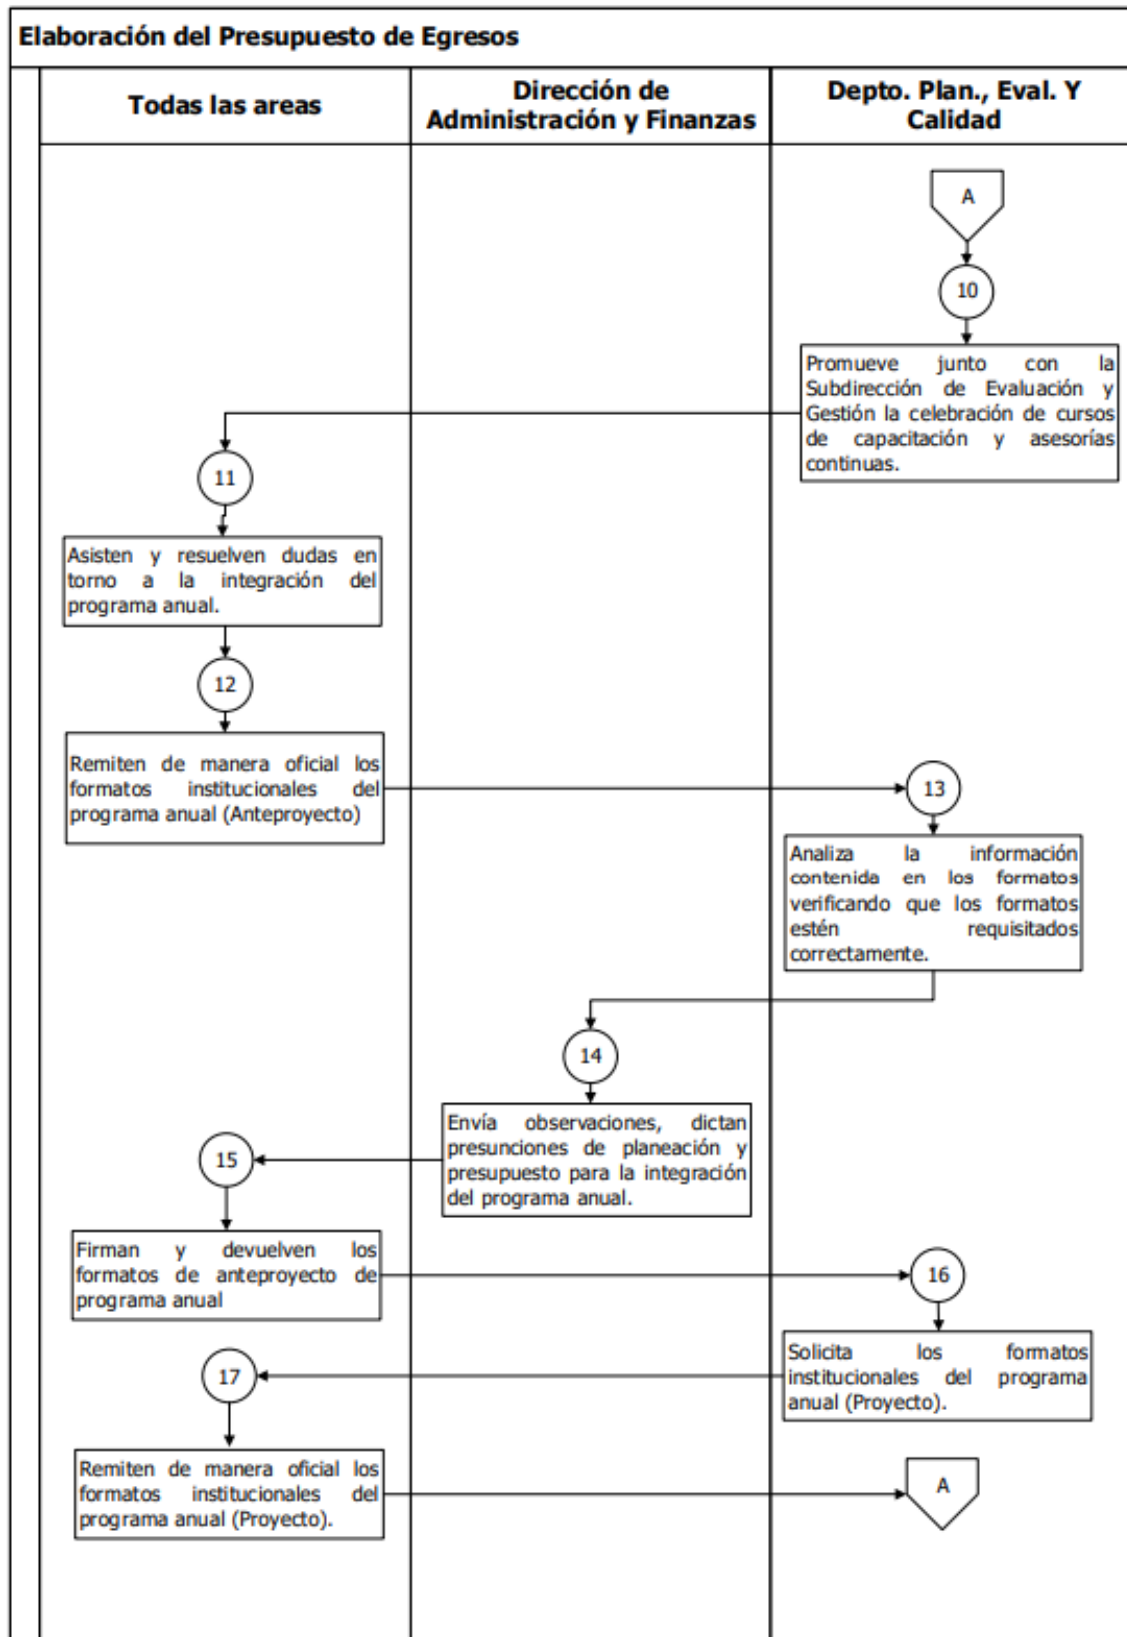 Elaboración del Presupuesto de Egresos
Todas las areas
Dirección de
Administración y Finanzas
Depto. Plan., Eval. Y
Calidad
A
10
Promueve junto con la
Subdirección de Evaluación y
Gestión la celebración de cursos
de capacitación y asesorías
continuas.
11
Asisten y resuelven dudas en
torno a la integración del
programa anual.
12
Remiten de manera oficial los
formatos institucionales del
programa anual (Anteproyecto)
13
Analiza la información
contenida en los formatos
verificando que los formatos
estén requisitados
correctamente.
14
Envía observaciones, dictan
presunciones de planeación y
presupuesto para la integración
del programa anual.
15
Firman y devuelven los
formatos de anteproyecto de
programa anual
16
Solicita los formatos
institucionales del programa
anual (Proyecto).
17
Remiten de manera oficial los
formatos institucionales del
programa anual (Proyecto).
A